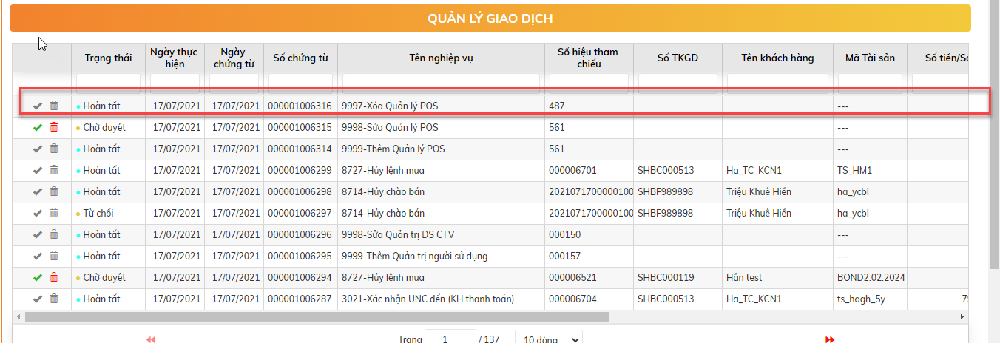 QUẢN LÝ GIAO DỊCH
Trạng thái Ngày thực hiện Ngày chứng từ Số chứng từ Tên nghiệp vụ Số hiệu tham chiếu Số TKGD Tên khách hàng Mã Tài sản Số tiền/Số
Hoàn tất 17/07/2021 17/07/2021 000001006316 9997-Xóa Quản lý POS 487 ---
Chờ duyệt 17/07/2021 17/07/2021 000001006315 9998-Sửa Quản lý POS 561 ---
Hoàn tất 17/07/2021 17/07/2021 000001006314 9999-Thêm Quản lý POS 561 ---
Hoàn tất 17/07/2021 17/07/2021 000001006299 8727-Hủy lệnh mua 000006701 SHBC000513 Ha_TC_KCN1 TS_HM1
Hoàn tất 17/07/2021 17/07/2021 000001006298 8714-Hủy chào bán 2021071700000100 SHBF989898 Triệu Khuê Hiền ha_ycbl
Từ chối 17/07/2021 17/07/2021 000001006297 8714-Hủy chào bán 2021071700000100 SHBF989898 Triệu Khuê Hiền ha_ycbl
Hoàn tất 17/07/2021 17/07/2021 000001006296 9998-Sửa Quản trị DS CTV 000150 ---
Hoàn tất 17/07/2021 17/07/2021 000001006295 9999-Thêm Quản trị người sử dụng 000157 ---
Chờ duyệt 17/07/2021 17/07/2021 000001006294 8727-Hủy lệnh mua 000006521 SHBC000119 Hân test BOND2.02.2024
Hoàn tất 17/07/2021 17/07/2021 000001006287 3021-Xác nhận UNC đến (KH thanh toán) 000006704 SHBC000513 Ha_TC_KCN1 ts_hagh_5y 79
Trang 1 / 137 10 dòng